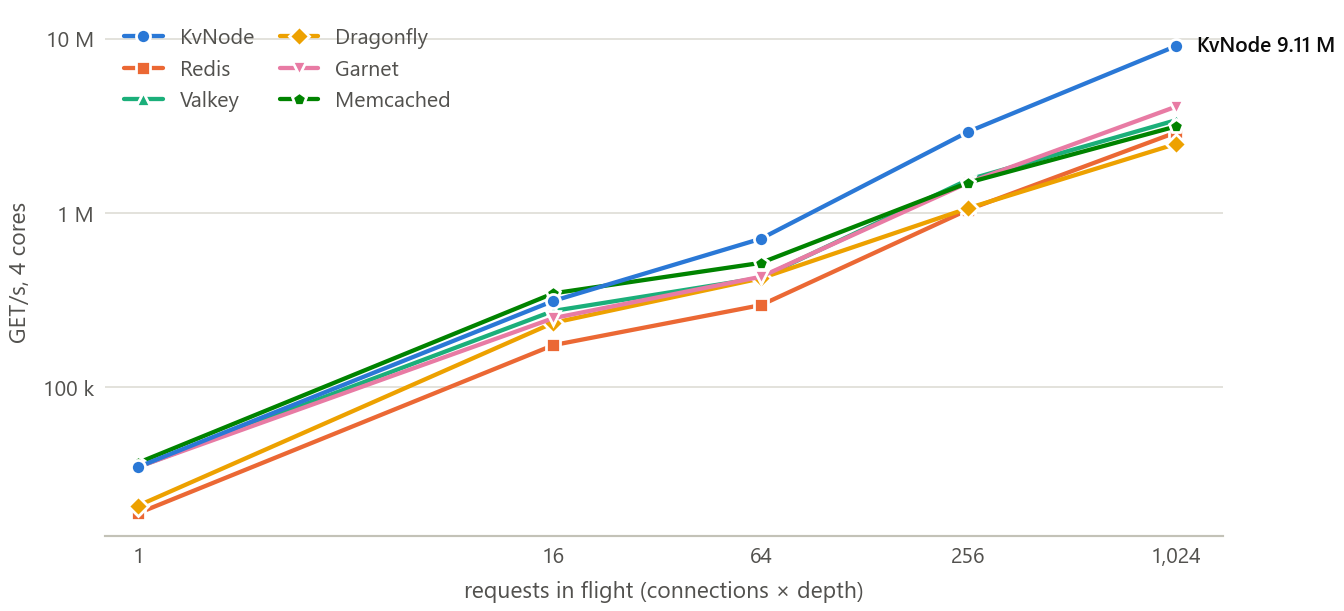 KvNode
Dragonfly
Redis
Garnet
Valkey
Memcached
KvNode 9.11 M
10 M
1 M
100 k
GET/s, 4 cores
1
16
64
256
1,024
requests in flight (connections × depth)